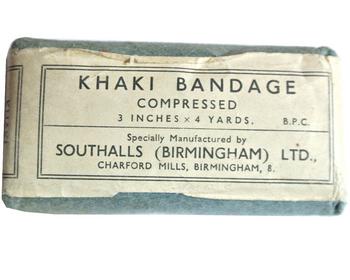 KHAKI BANDAGE
COMPRESSED
3 INCHES × 4 YARDS. B.P.C.
Specially Manufactured by
SOUTHALLS (BIRMINGHAM) LTD.,
CHARFORD MILLS, BIRMINGHAM, 8.